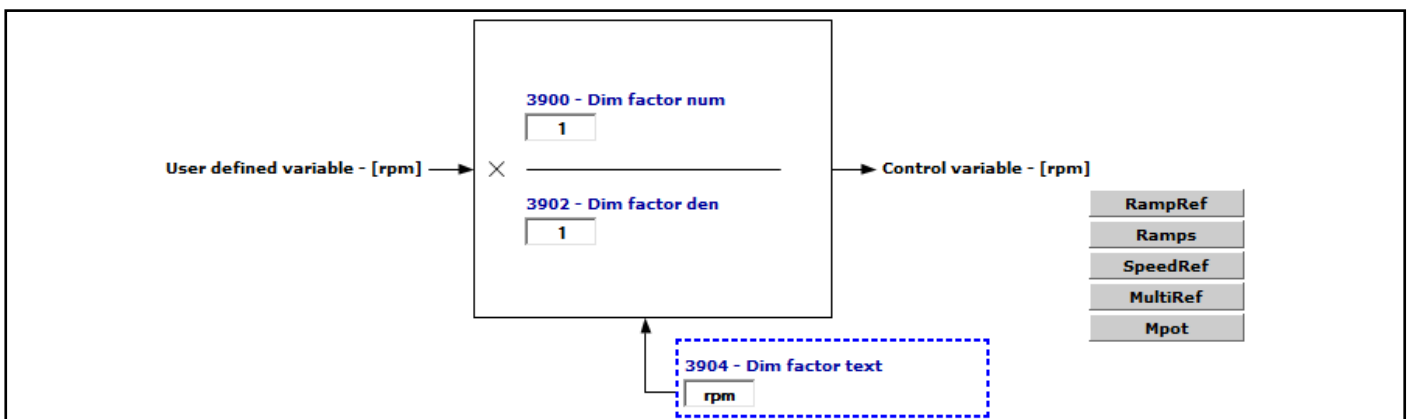 3900 - Dim factor num
1
User defined variable - [rpm]
×
Control variable - [rpm]
3902 - Dim factor den
1
RampRef
Ramps
SpeedRef
MultiRef
Mpot
3904 - Dim factor text
rpm